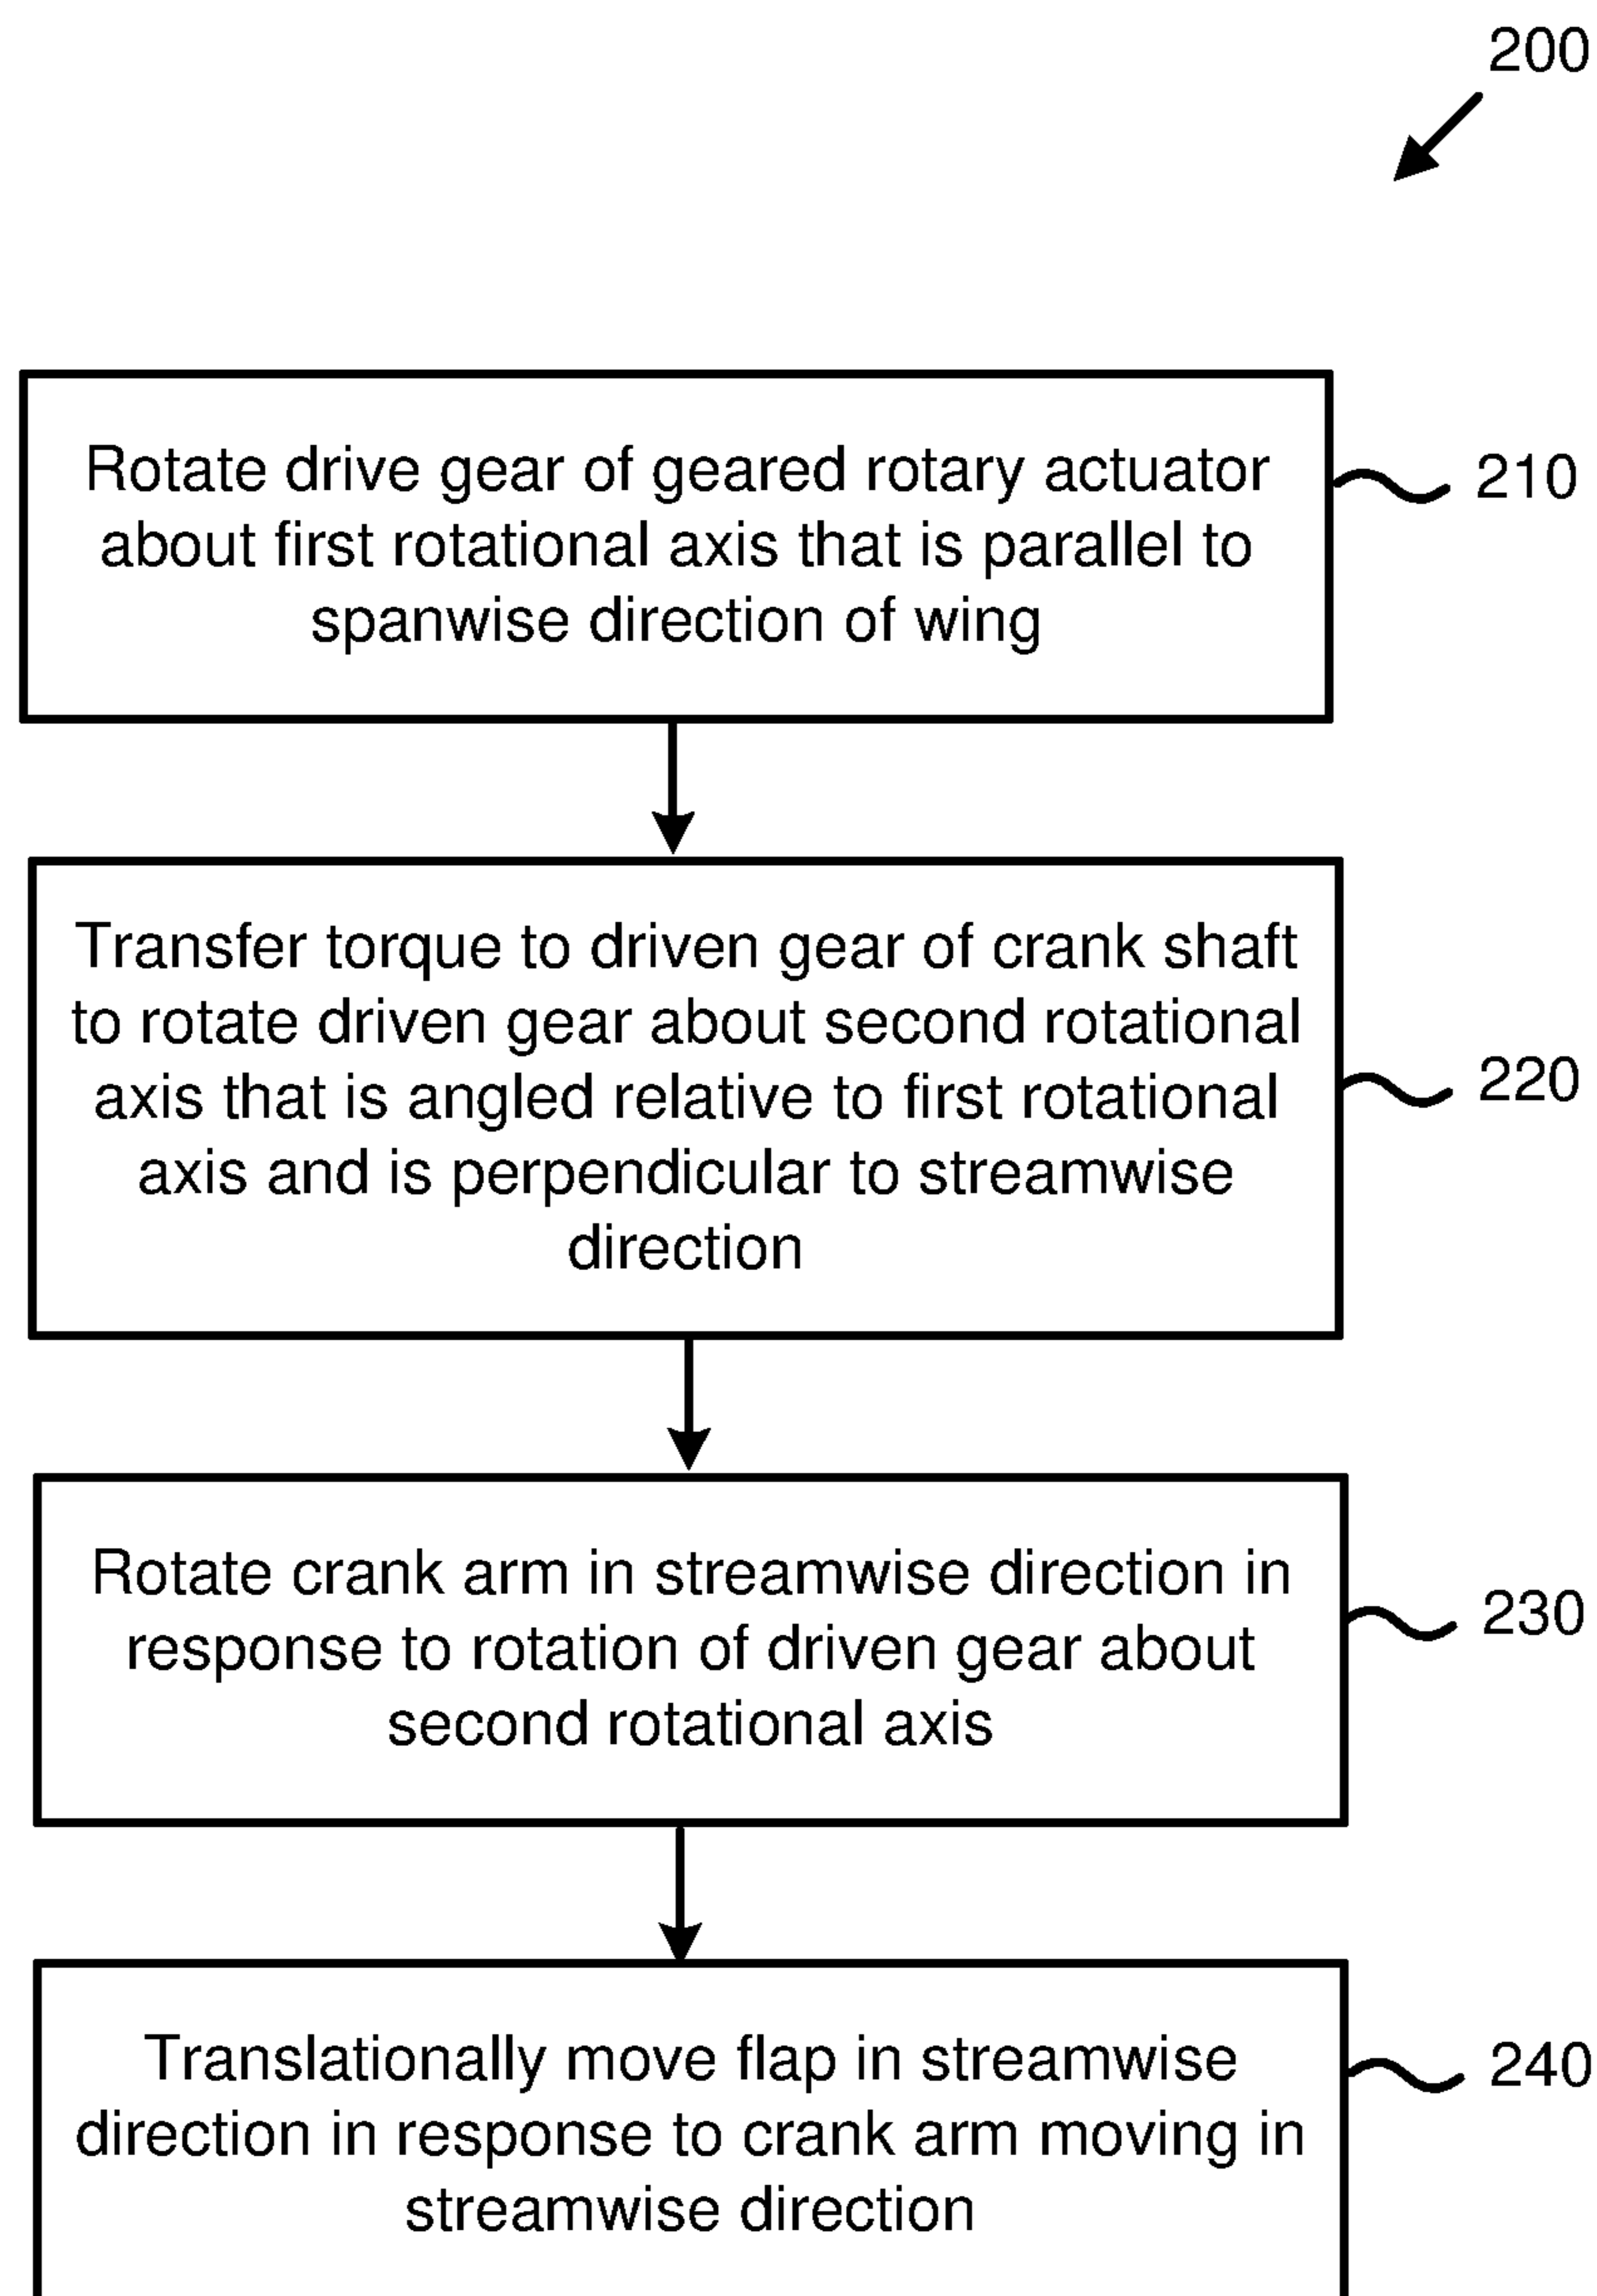 200
Rotate drive gear of geared rotary actuator
about first rotational axis that is parallel to
spanwise direction of wing
210
Transfer torque to driven gear of crank shaft
to rotate driven gear about second rotational
axis that is angled relative to first rotational
axis and is perpendicular to streamwise
direction
220
Rotate crank arm in streamwise direction in
response to rotation of driven gear about
second rotational axis
230
Translationally move flap in streamwise
direction in response to crank arm moving in
streamwise direction
240